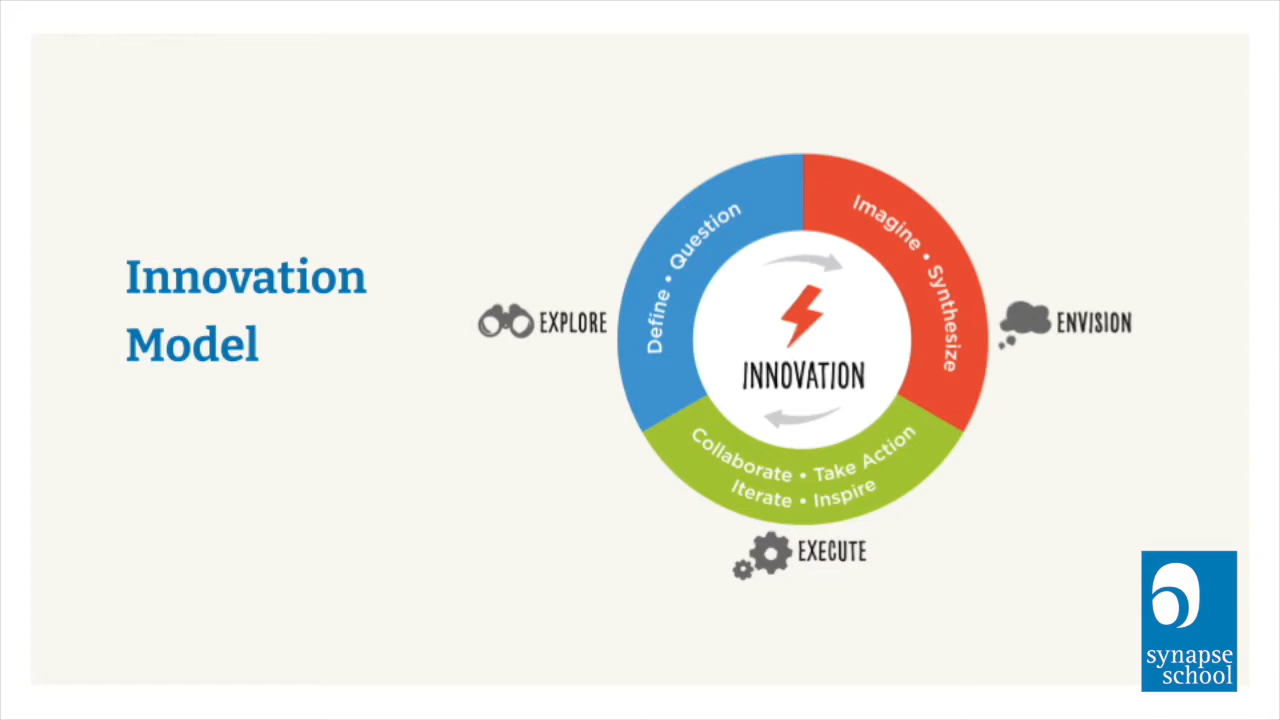 Innovation
Model
EXPLORE
Define • Question
Imagine • Synthesize
ENVISION
INNOVATION
Collaborate • Take Action
Iterate • Inspire
EXECUTE
synapse
school